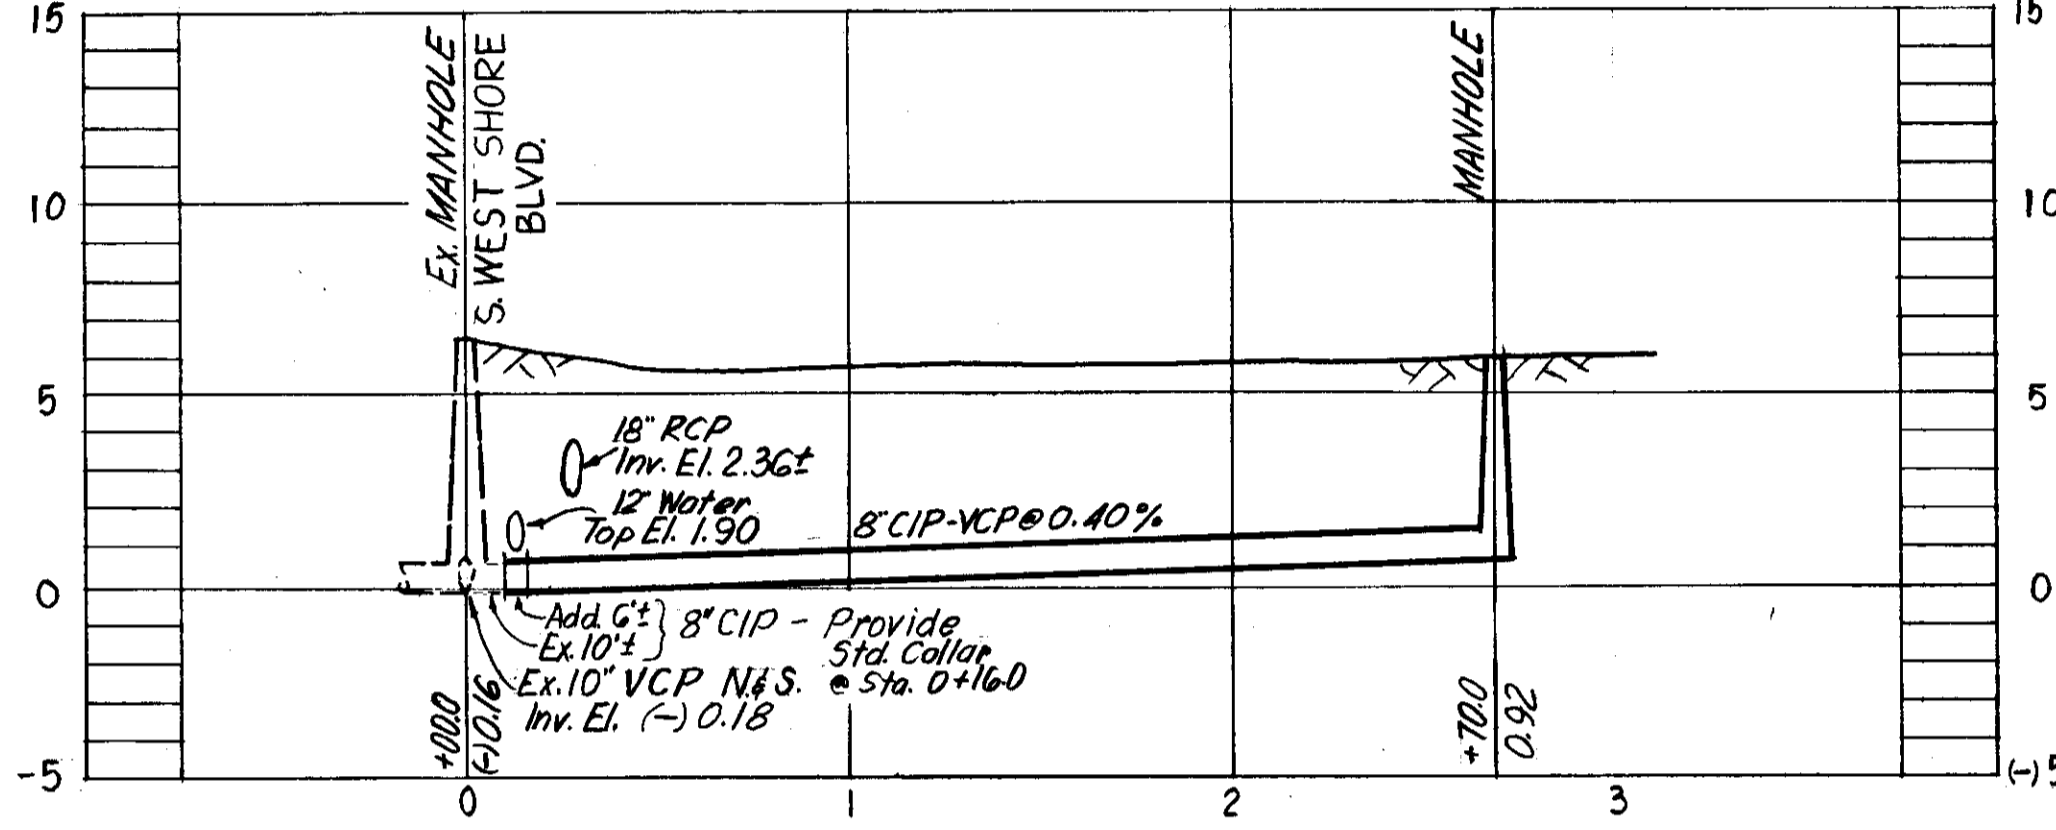 15
15
Ex. MANHOLE
S. WEST SHORE
BLVD.
MANHOLE
10
10
5
5
18" RCP
Inv. El. 2.36±
12" Water
Top El. 1.90
8" CIP-VCP @ 0.40%
0
0
Add. 6'± } 8" CIP - Provide
Ex. 10'±
Std. Collar
Ex. 10" VCP N.&S. @ Sta. 0+16.0
Inv. El. (-) 0.18
+00.0
(-) 0.16
+70.0
0.92
-5
(-) 5
0
1
2
3